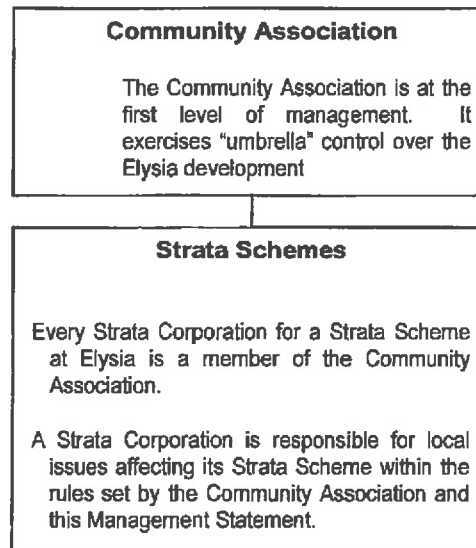 Community Association
The Community Association is at the
first level of management. It
exercises "umbrella" control over the
Elysia development
Strata Schemes
Every Strata Corporation for a Strata Scheme
at Elysia is a member of the Community
Association.
A Strata Corporation is responsible for local
issues affecting its Strata Scheme within the
rules set by the Community Association and
this Management Statement.